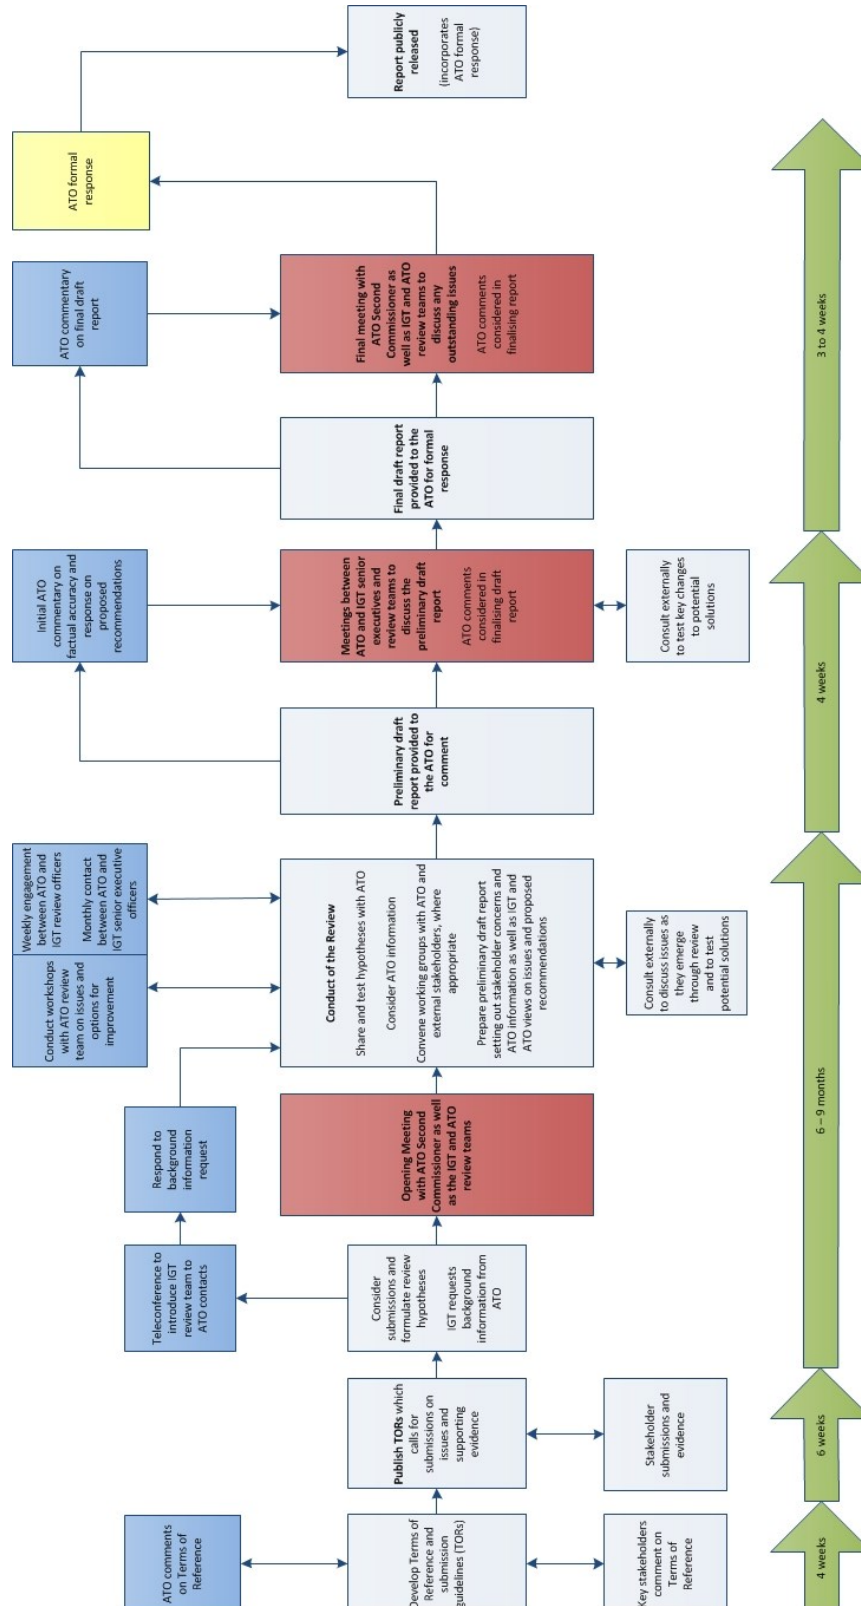 ATO comments
on Terms of
Reference
Develop Terms of
Reference and
submission
guidelines (TORs)
Key stakeholders
comment on
Terms of
Reference
4 weeks
Publish TORs which
calls for
submissions on
issues and
supporting
evidence
Stakeholder
submissions and
evidence
6 weeks
Teleconference to
introduce IGT
review team to
ATO contacts
Consider
submissions and
formulate review
hypotheses
IGT requests
background
information from
ATO
Respond to
background
information
request
Opening Meeting
with ATO Second
Commissioner as well
as the IGT and ATO
review teams
Conduct workshops
with ATO review
team on issues and
options for
improvement
Weekly engagement
between ATO and
IGT review officers
Monthly contact
between ATO and
IGT senior executive
officers
Conduct of the Review
Share and test hypotheses with ATO
Consider ATO information
Convene working groups with ATO and
external stakeholders, where
appropriate
Prepare preliminary draft report
setting out stakeholder concerns and
ATO information as well as IGT and
ATO views on issues and proposed
recommendations
Consult externally
to discuss issues as
they emerge
through review
and to test
potential solutions
6 – 9 months
Preliminary draft
report provided to
the ATO for
comment
Initial ATO
commentary on
factual accuracy and
response on
proposed
recommendations
Meetings between
ATO and IGT senior
executives and
review teams to
discuss the
preliminary draft
report
ATO comments
considered in
finalising draft
report
Consult externally
to test key changes
to potential
solutions
4 weeks
Final draft report
provided to the
ATO for formal
response
ATO commentary
on final draft
report
Final meeting with
ATO Second
Commissioner as
well as IGT and ATO
review teams to
discuss any
outstanding issues
ATO comments
considered in
finalising report
3 to 4 weeks
ATO formal
response
Report publicly
released
(incorporates
ATO formal
response)